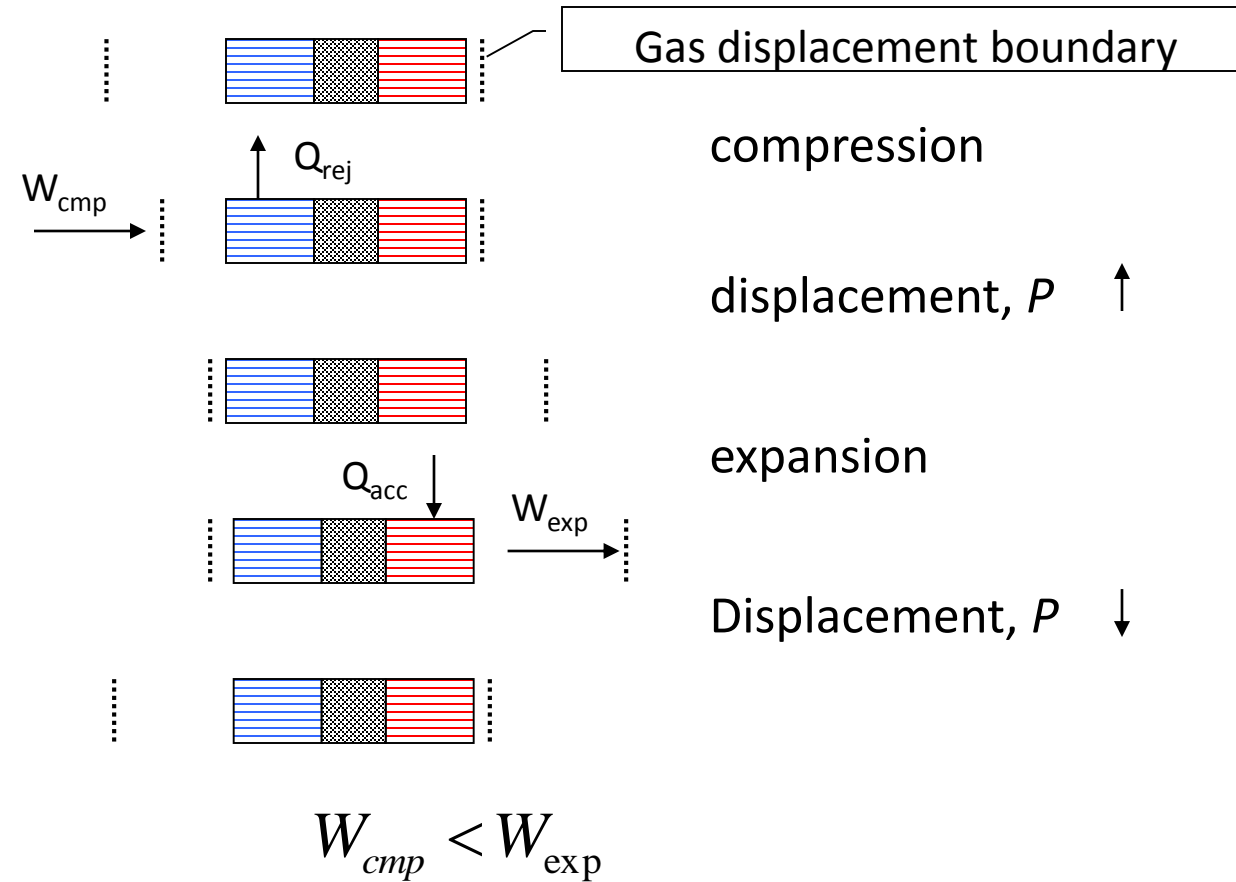 Gas displacement boundary
compression
Q_rej
W_cmp
displacement, P ↑
expansion
Q_acc
W_exp
Displacement, P ↓
W_cmp < W_exp